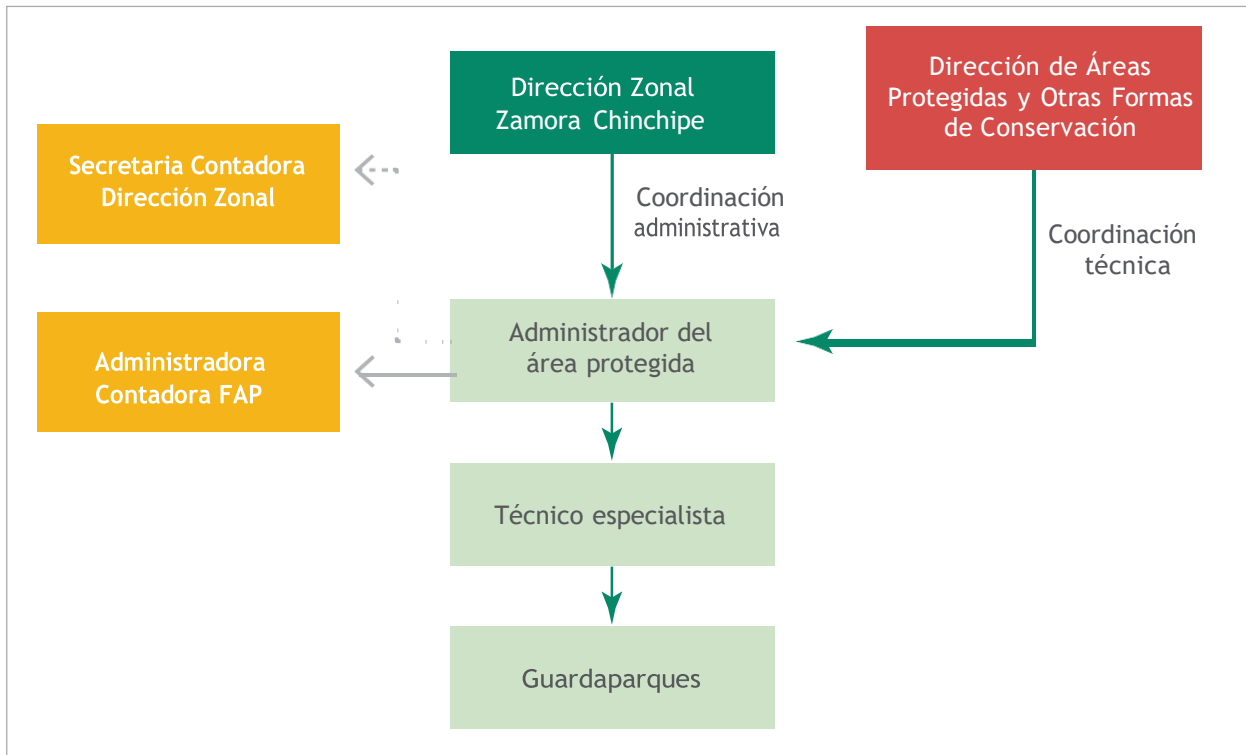 Dirección Zonal
Zamora Chinchipe
Dirección de Áreas
Protegidas y Otras Formas
de Conservación
Secretaria Contadora
Dirección Zonal
Coordinación
administrativa
Coordinación
técnica
Administrador del
área protegida
Administradora
Contadora FAP
Técnico especialista
Guardaparques